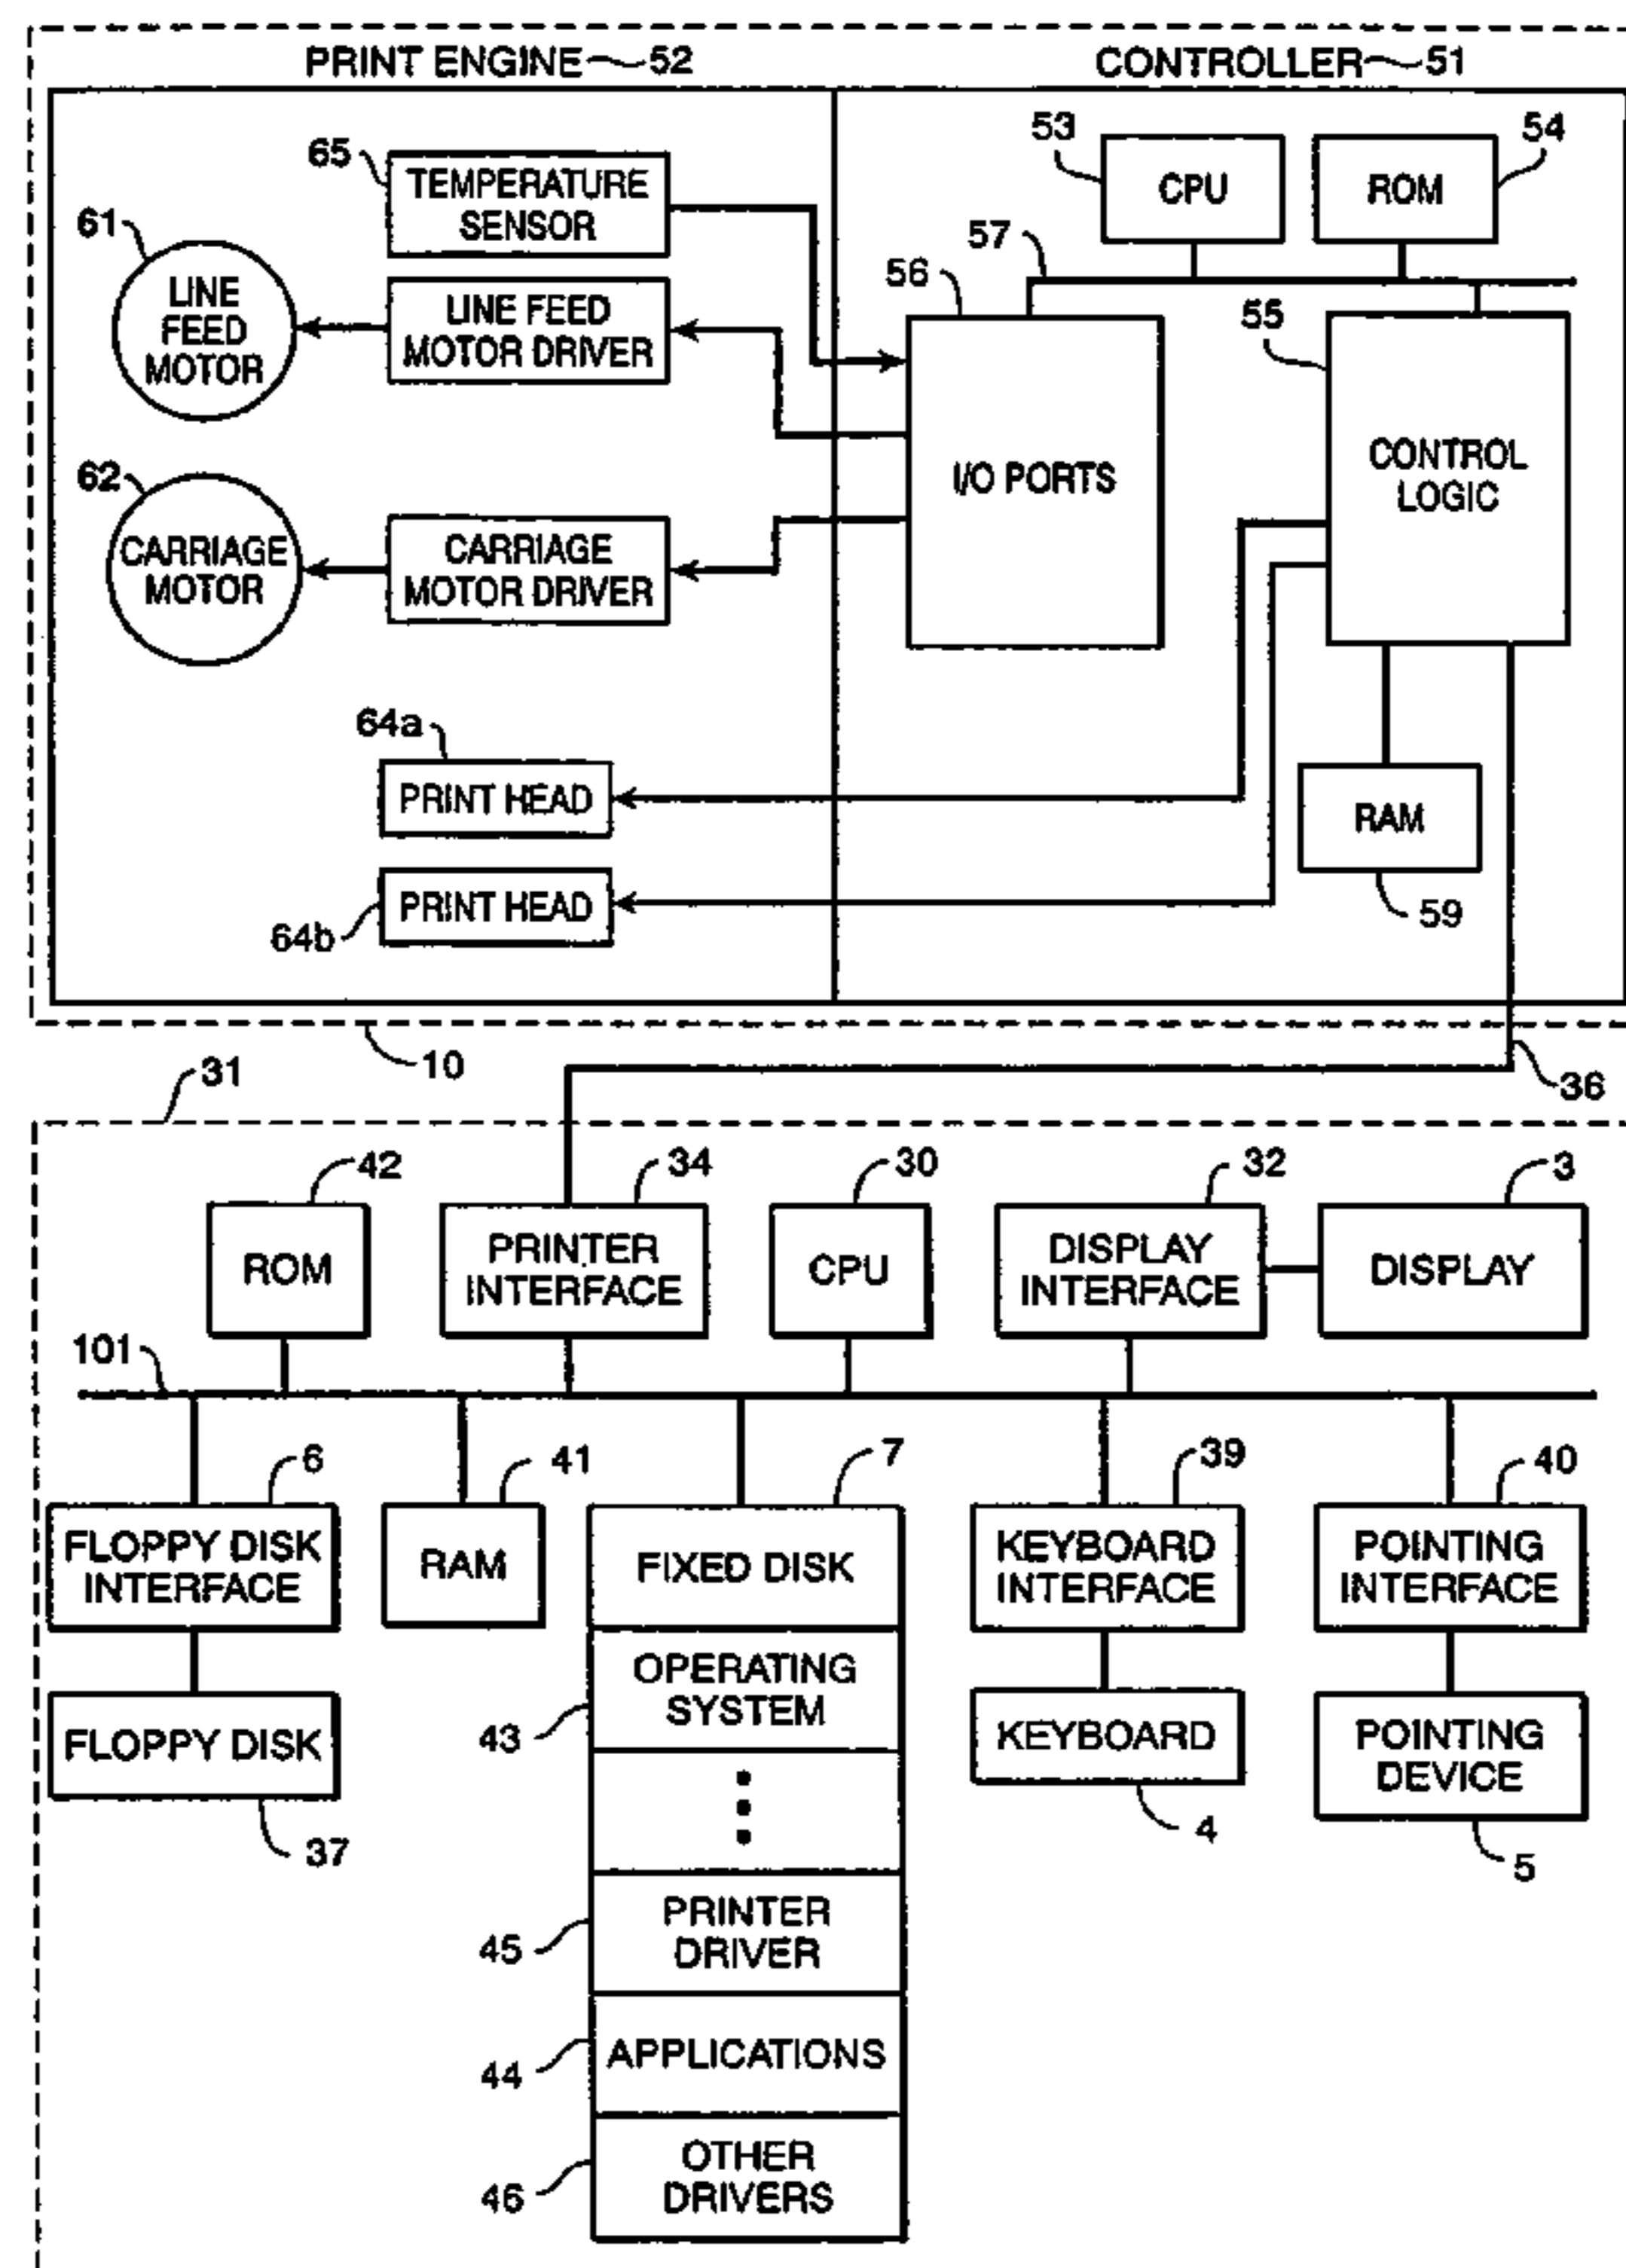 PRINT ENGINE 52
CONTROLLER 51
65
TEMPERATURE
SENSOR
61
LINE
FEED
MOTOR
LINE FEED
MOTOR DRIVER
62
CARRIAGE
MOTOR
CARRIAGE
MOTOR DRIVER
64a
PRINT HEAD
64b
PRINT HEAD
53
CPU
54
ROM
57
56
I/O PORTS
55
CONTROL
LOGIC
RAM
59
10
36
31
42
ROM
34
PRINTER
INTERFACE
30
CPU
32
DISPLAY
INTERFACE
3
DISPLAY
101
6
FLOPPY DISK
INTERFACE
FLOPPY DISK
37
41
RAM
7
FIXED DISK
OPERATING
SYSTEM
43
PRINTER
DRIVER
45
APPLICATIONS
44
OTHER
DRIVERS
46
39
KEYBOARD
INTERFACE
KEYBOARD
4
40
POINTING
INTERFACE
POINTING
DEVICE
5